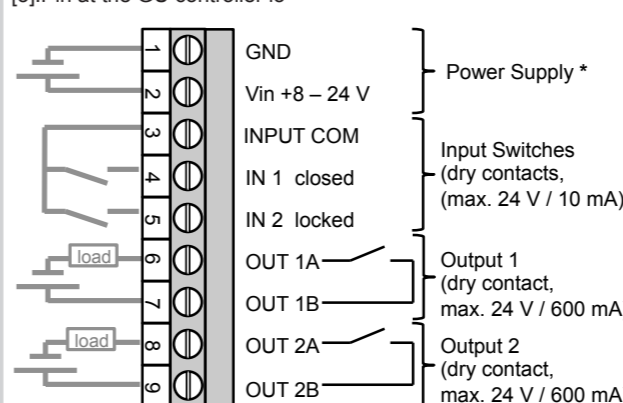 1 GND
2 Vin +8 – 24 V
Power Supply *
3 INPUT COM
4 IN 1 closed
5 IN 2 locked
Input Switches
(dry contacts,
(max. 24 V / 10 mA)
load 6 OUT 1A
7 OUT 1B
Output 1
(dry contact,
max. 24 V / 600 mA
load 8 OUT 2A
9 OUT 2B
Output 2
(dry contact,
max. 24 V / 600 mA